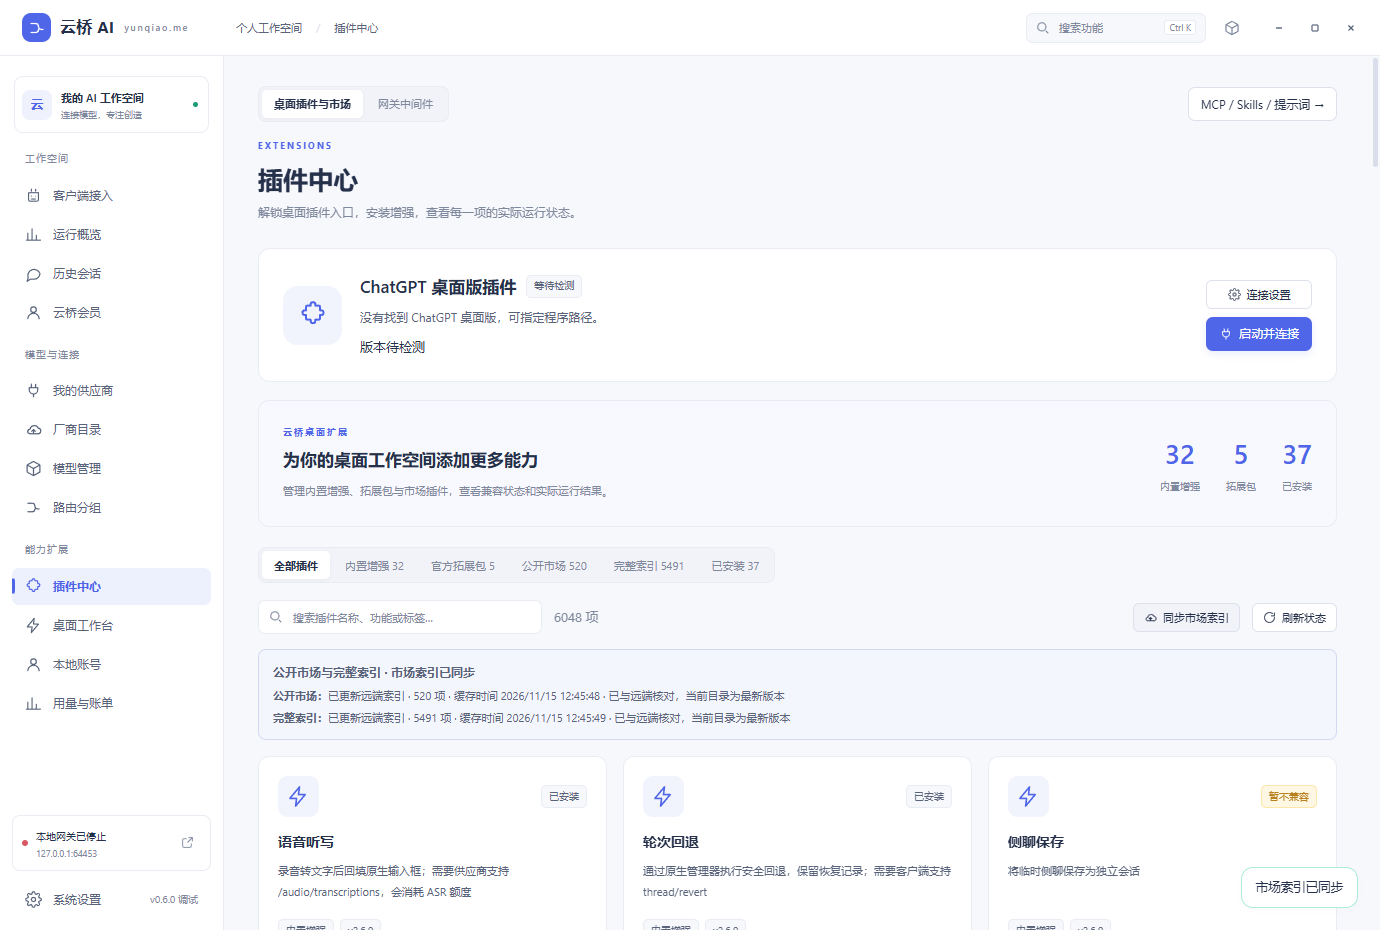 云桥 AI yunqiao.me
个人工作空间 / 插件中心
搜索功能 Ctrl K
我的 AI 工作空间
连接模型，专注创造
工作空间
客户端接入
运行概览
历史会话
云桥会员
模型与连接
我的供应商
厂商目录
模型管理
路由分组
能力扩展
插件中心
桌面工作台
本地账号
用量与账单
本地网关已停止
127.0.0.1:64453
系统设置 v0.6.0 调试
桌面插件与市场 网关中间件
MCP / Skills / 提示词 →
EXTENSIONS
插件中心
解锁桌面插件入口，安装增强，查看每一项的实际运行状态。
ChatGPT 桌面版插件 等待检测
没有找到 ChatGPT 桌面版，可指定程序路径。
版本待检测
连接设置
启动并连接
云桥桌面扩展
为你的桌面工作空间添加更多能力
管理内置增强、拓展包与市场插件，查看兼容状态和实际运行结果。
32 5 37
内置增强 拓展包 已安装
全部插件 内置增强 32 官方拓展包 5 公开市场 520 完整索引 5491 已安装 37
搜索插件名称、功能或标签... 6048 项
同步市场索引 刷新状态
公开市场与完整索引 · 市场索引已同步
公开市场：已更新远端索引 · 520 项 · 缓存时间 2026/11/15 12:45:48 · 已与远端核对，当前目录为最新版本
完整索引：已更新远端索引 · 5491 项 · 缓存时间 2026/11/15 12:45:49 · 已与远端核对，当前目录为最新版本
已安装
语音听写
录音转文字后回填原生输入框；需要供应商支持
/audio/transcriptions，会消耗 ASR 额度
内置增强 v0.6.0
已安装
轮次回退
通过原生管理器执行安全回退，保留恢复记录；需要客户端支持
thread/revert
内置增强 v0.6.0
暂不兼容
侧聊保存
将临时侧聊保存为独立会话
内置增强 v0.6.0
市场索引已同步
云